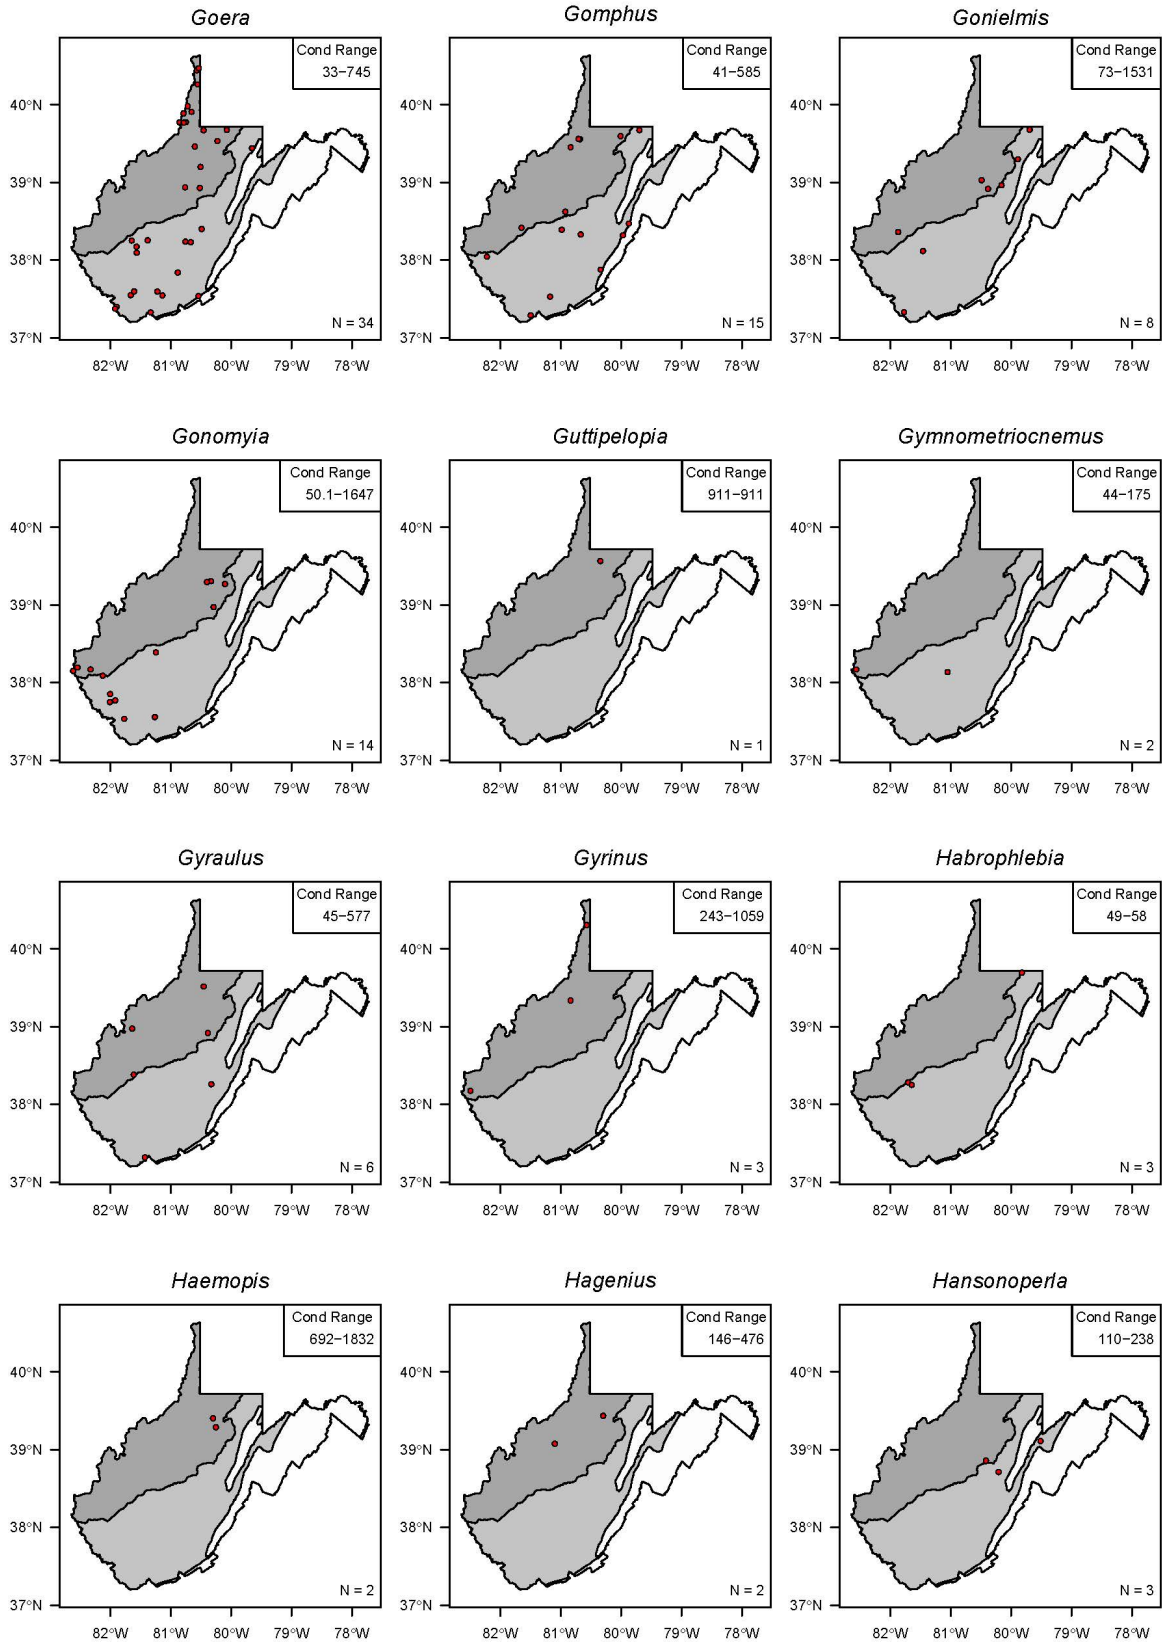 Goera Gomphus Gonielmis
Cond Range
33−745
Cond Range
41−585
Cond Range
73−1531
40°N 40°N 40°N
39°N 39°N 39°N
38°N 38°N 38°N
N = 34 N = 15 N = 8
37°N 37°N 37°N
82°W 81°W 80°W 79°W 78°W 82°W 81°W 80°W 79°W 78°W 82°W 81°W 80°W 79°W 78°W
Gonomyia Guttipelopia Gymnometriocnemus
Cond Range
50.1−1647
Cond Range
911−911
Cond Range
44−175
40°N 40°N 40°N
39°N 39°N 39°N
38°N 38°N 38°N
N = 14 N = 1 N = 2
37°N 37°N 37°N
82°W 81°W 80°W 79°W 78°W 82°W 81°W 80°W 79°W 78°W 82°W 81°W 80°W 79°W 78°W
Gyraulus Gyrinus Habrophlebia
Cond Range
45−577
Cond Range
243−1059
Cond Range
49−58
40°N 40°N 40°N
39°N 39°N 39°N
38°N 38°N 38°N
N = 6 N = 3 N = 3
37°N 37°N 37°N
82°W 81°W 80°W 79°W 78°W 82°W 81°W 80°W 79°W 78°W 82°W 81°W 80°W 79°W 78°W
Haemopis Hagenius Hansonoperla
Cond Range
692−1832
Cond Range
146−476
Cond Range
110−238
40°N 40°N 40°N
39°N 39°N 39°N
38°N 38°N 38°N
N = 2 N = 2 N = 3
37°N 37°N 37°N
82°W 81°W 80°W 79°W 78°W 82°W 81°W 80°W 79°W 78°W 82°W 81°W 80°W 79°W 78°W